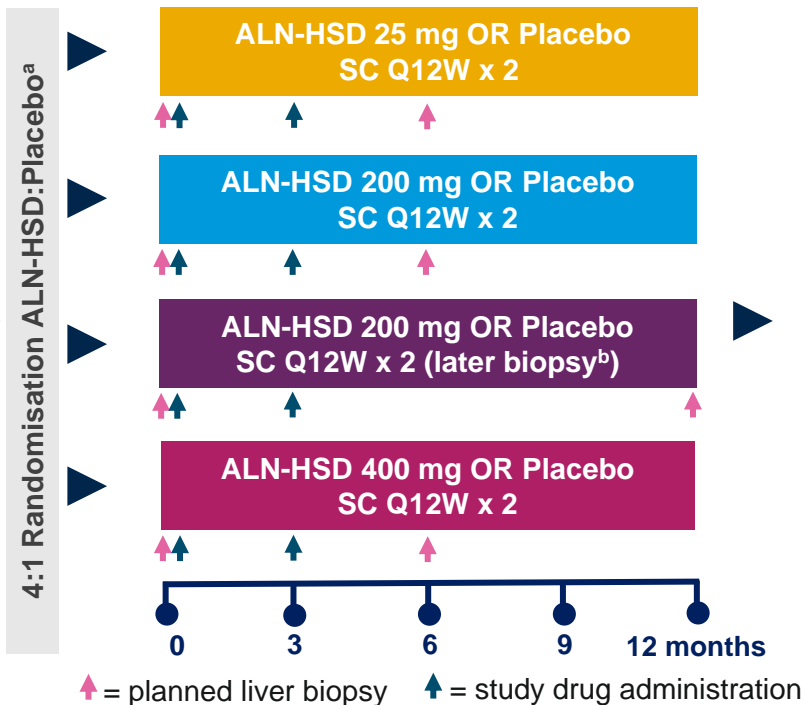 4:1 Randomisation ALN-HSD:Placeboa
ALN-HSD 25 mg OR Placebo
SC Q12W x 2
ALN-HSD 200 mg OR Placebo
SC Q12W x 2
ALN-HSD 200 mg OR Placebo
SC Q12W x 2 (later biopsyb)
ALN-HSD 400 mg OR Placebo
SC Q12W x 2
0 3 6 9 12 months
= planned liver biopsy = study drug administration